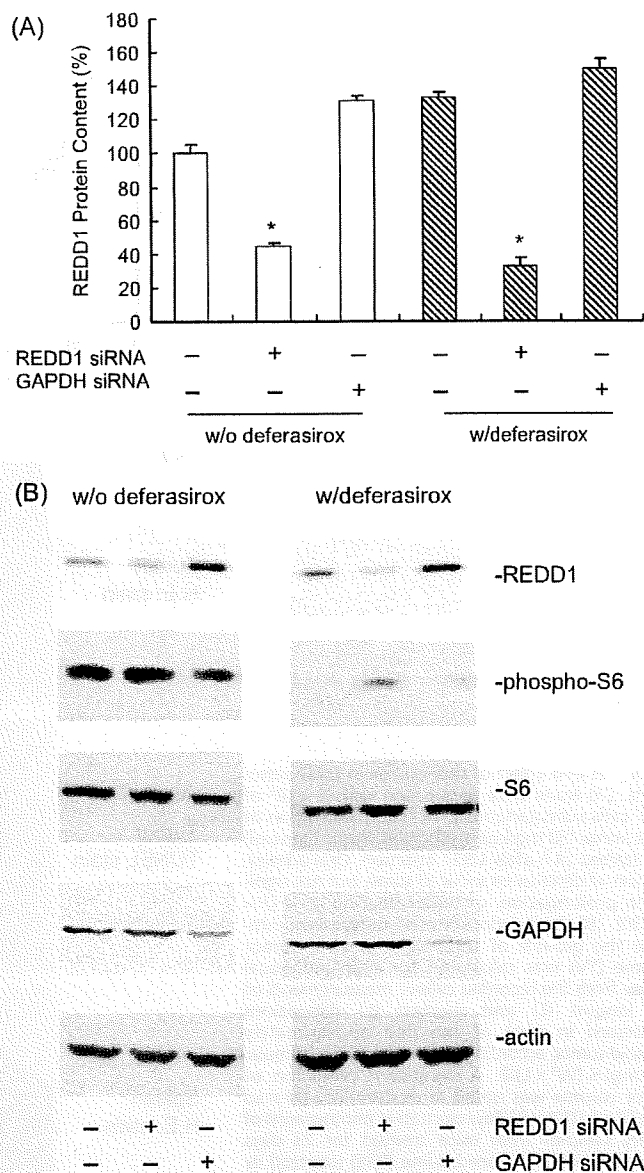 (A)
REDD1 Protein Content (%)
180
160
140
120
100
80
60
40
20
0
* *
REDD1 siRNA – + – – + –
GAPDH siRNA – – + – – +
w/o deferasirox w/deferasirox
(B) w/o deferasirox w/deferasirox
-REDD1
-phospho-S6
-S6
-GAPDH
-actin
– + – – + – REDD1 siRNA
– – + – – + GAPDH siRNA